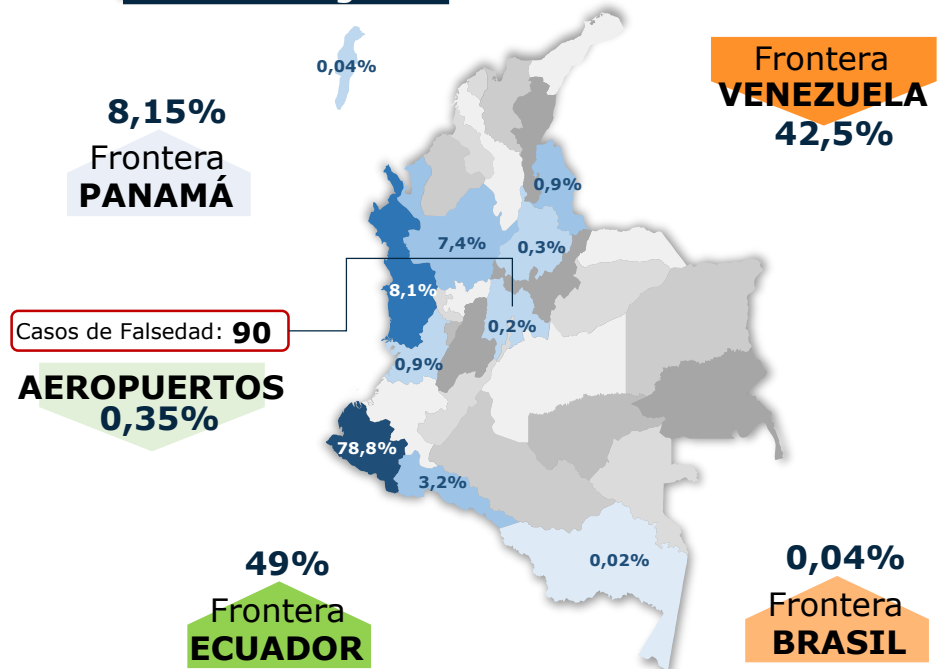 0,04%
Frontera
VENEZUELA
42,5%
8,15%
Frontera
PANAMÁ
0,9%
7,4%
0,3%
8,1%
Casos de Falsedad: 90
0,2%
0,9%
AEROPUERTOS
0,35%
78,8%
3,2%
0,02%
49%
Frontera
ECUADOR
0,04%
Frontera
BRASIL